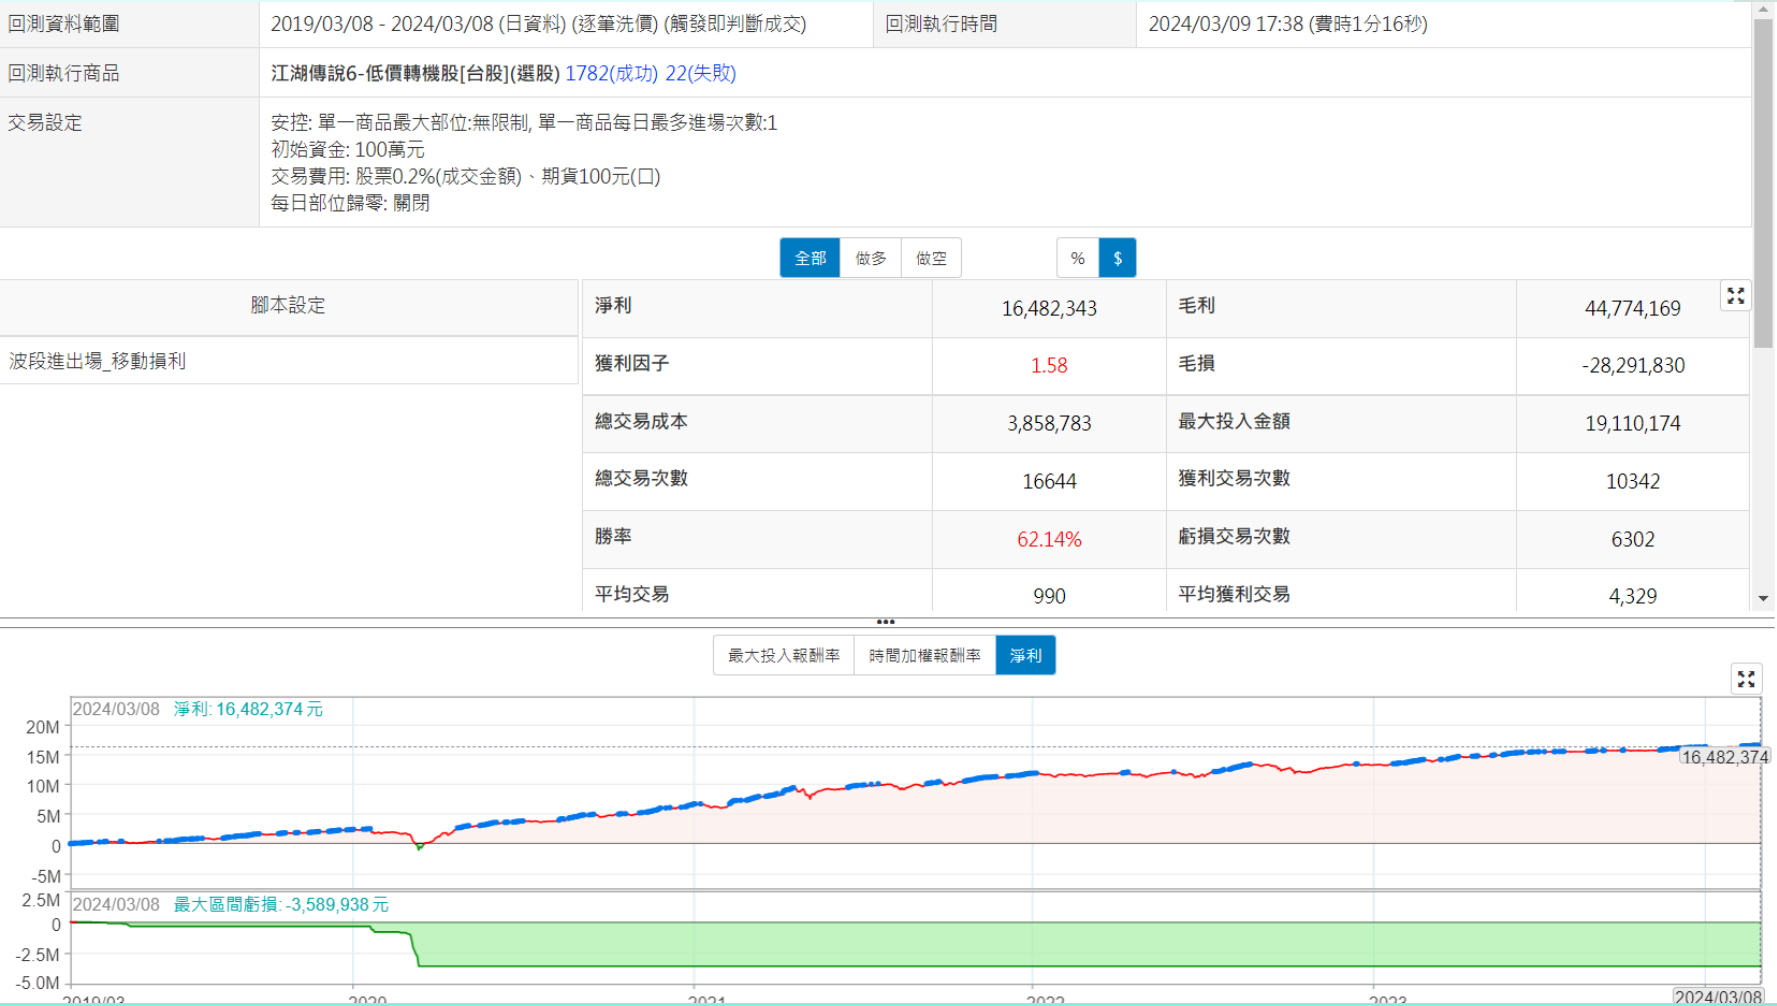 回測資料範圍 2019/03/08 - 2024/03/08 (日資料) (逐筆洗價) (觸發即判斷成交) 回測執行時間 2024/03/09 17:38 (費時1分16秒)
回測執行商品 江湖傳說6-低價轉機股[台股](選股) 1782(成功) 22(失敗)
交易設定 安控: 單一商品最大部位:無限制, 單一商品每日最多進場次數:1
初始資金: 100萬元
交易費用: 股票0.2%(成交金額)、期貨100元(口)
每日部位歸零: 關閉
全部 做多 做空 % $
腳本設定
波段進出場_移動損利
淨利 16,482,343 毛利 44,774,169
獲利因子 1.58 毛損 -28,291,830
總交易成本 3,858,783 最大投入金額 19,110,174
總交易次數 16644 獲利交易次數 10342
勝率 62.14% 虧損交易次數 6302
平均交易 990 平均獲利交易 4,329
最大投入報酬率 時間加權報酬率 淨利
2024/03/08 淨利: 16,482,374 元
20M
15M
16,482,374
10M
5M
0
-5M
2.5M
2024/03/08 最大區間虧損: -3,589,938 元
0
-2.5M
-5.0M
2019/03 2020 2021 2022 2023 2024/03/08